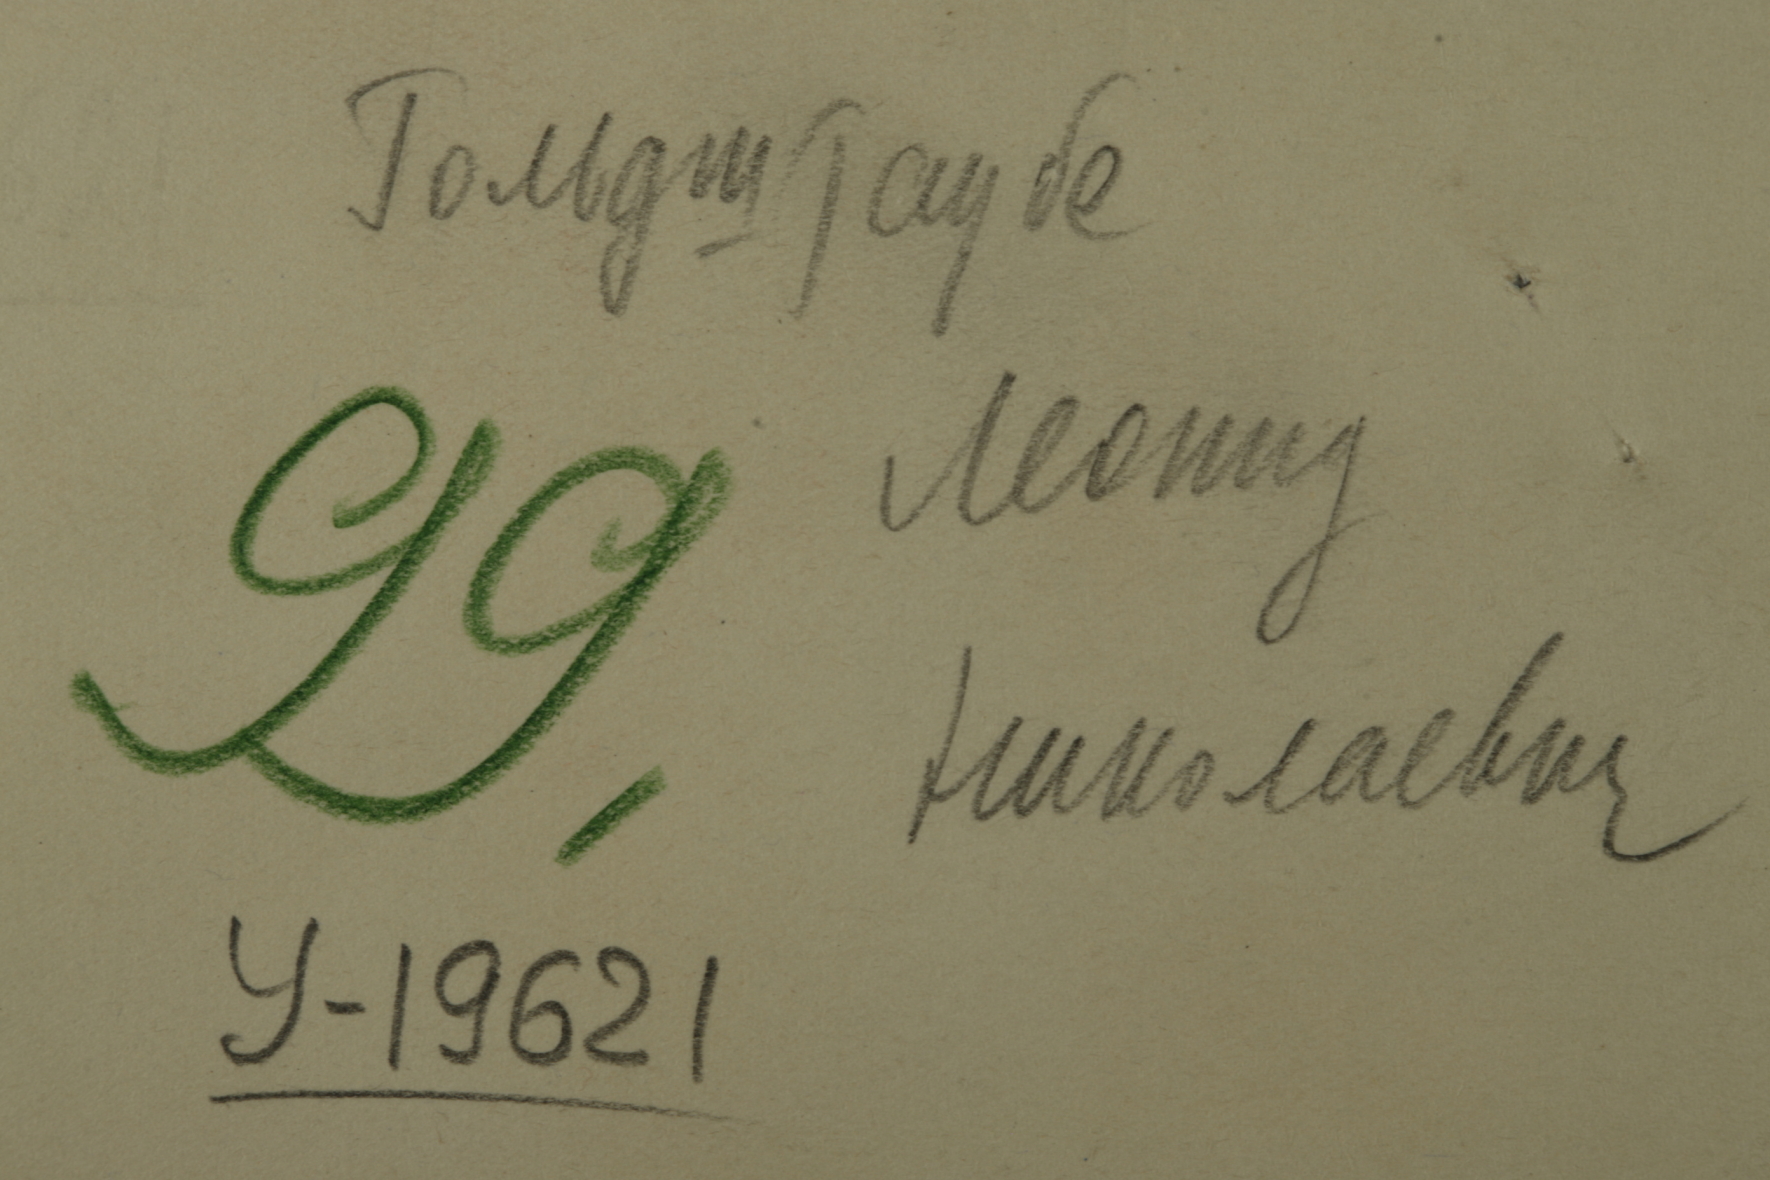 Гольдштаубе
99,
Леонид
Николаевич
У-19621